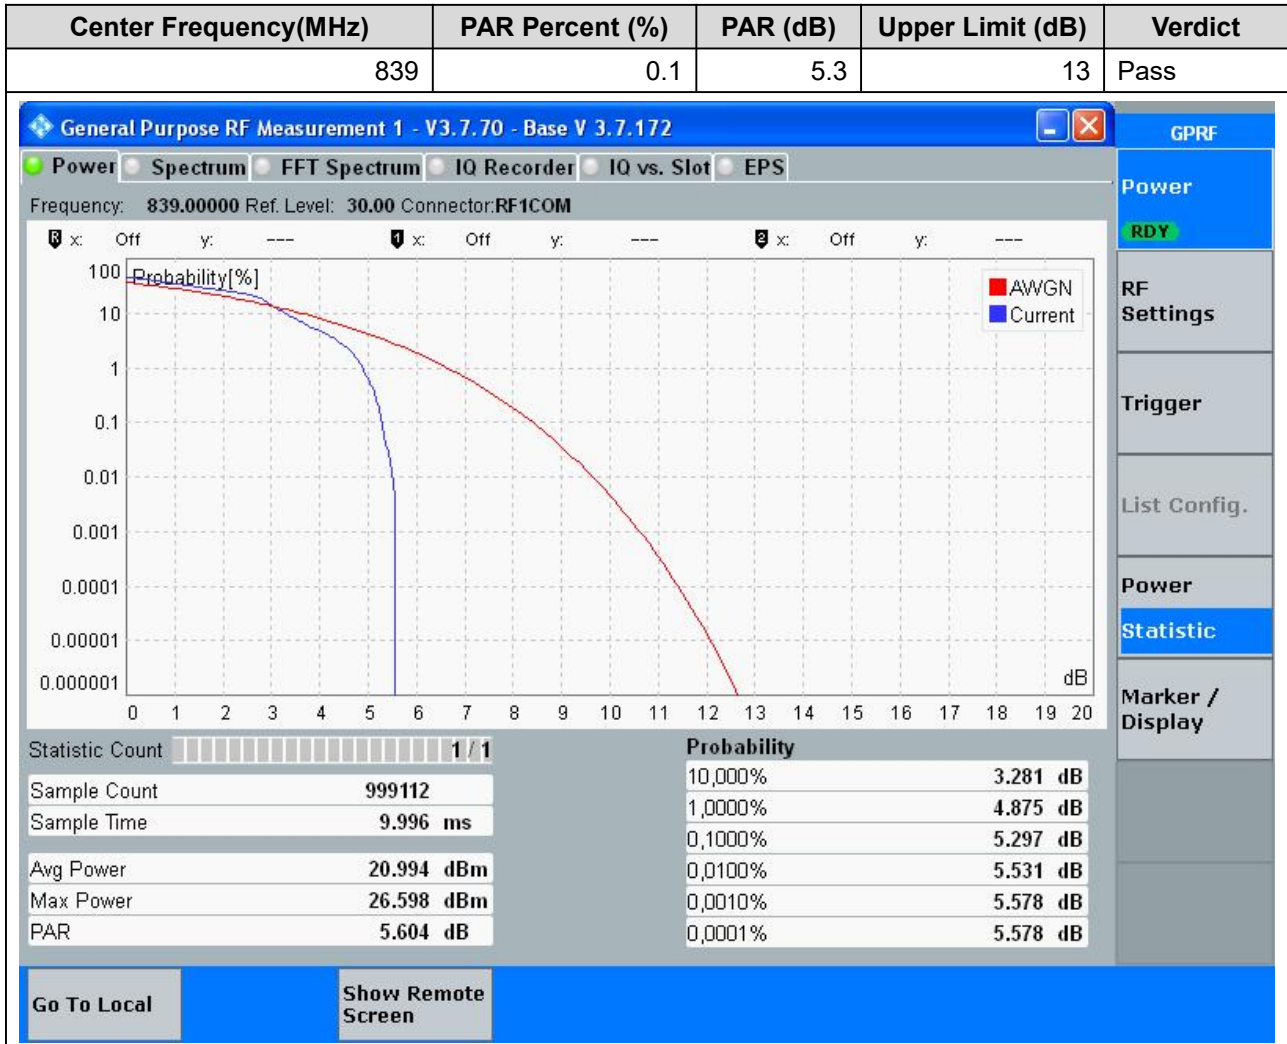 Center Frequency(MHz) PAR Percent (%) PAR (dB) Upper Limit (dB) Verdict
839 0.1 5.3 13 Pass
General Purpose RF Measurement 1 - V3.7.70 - Base V 3.7.172
GPRF
Power Spectrum FFT Spectrum IQ Recorder IQ vs. Slot EPS
Power
RDY
Frequency: 839.00000 Ref. Level: 30.00 Connector:RF1COM
R x: Off y: --- 1 x: Off y: --- 2 x: Off y: ---
Probability[%]
AWGN
Current
100
10
1
0.1
0.01
0.001
0.0001
0.00001
0.000001
dB
0 1 2 3 4 5 6 7 8 9 10 11 12 13 14 15 16 17 18 19 20
RF
Settings
Trigger
List Config.
Power
Statistic
Marker /
Display
Statistic Count 1 / 1
Sample Count 999112
Sample Time 9.996 ms
Avg Power 20.994 dBm
Max Power 26.598 dBm
PAR 5.604 dB
Probability
10,000% 3.281 dB
1,0000% 4.875 dB
0,1000% 5.297 dB
0,0100% 5.531 dB
0,0010% 5.578 dB
0,0001% 5.578 dB
Go To Local
Show Remote
Screen